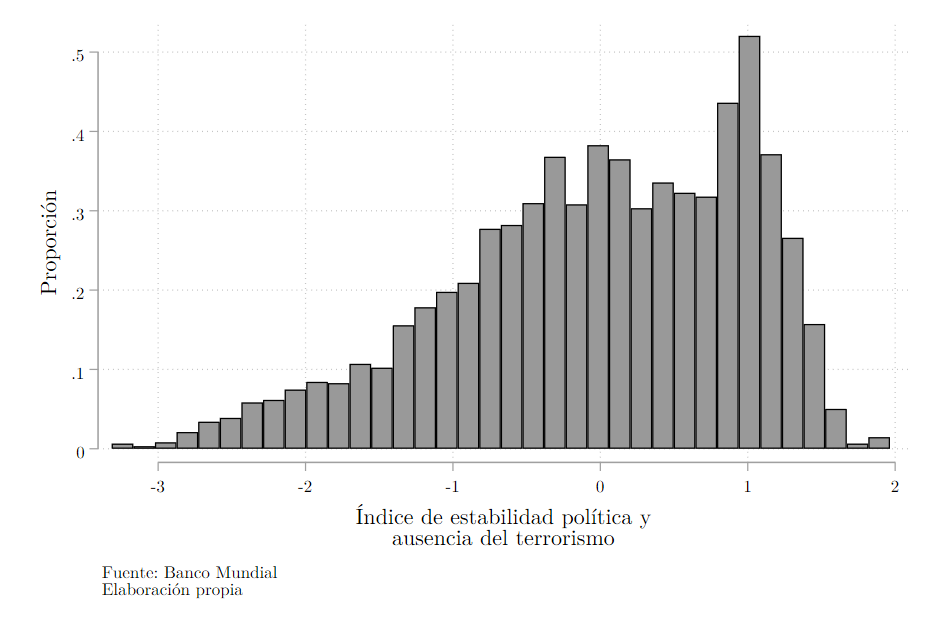 .5
.4
.3
.2
.1
0
Proporción
-3 -2 -1 0 1 2
Índice de estabilidad política y
ausencia del terrorismo
Fuente: Banco Mundial
Elaboración propia